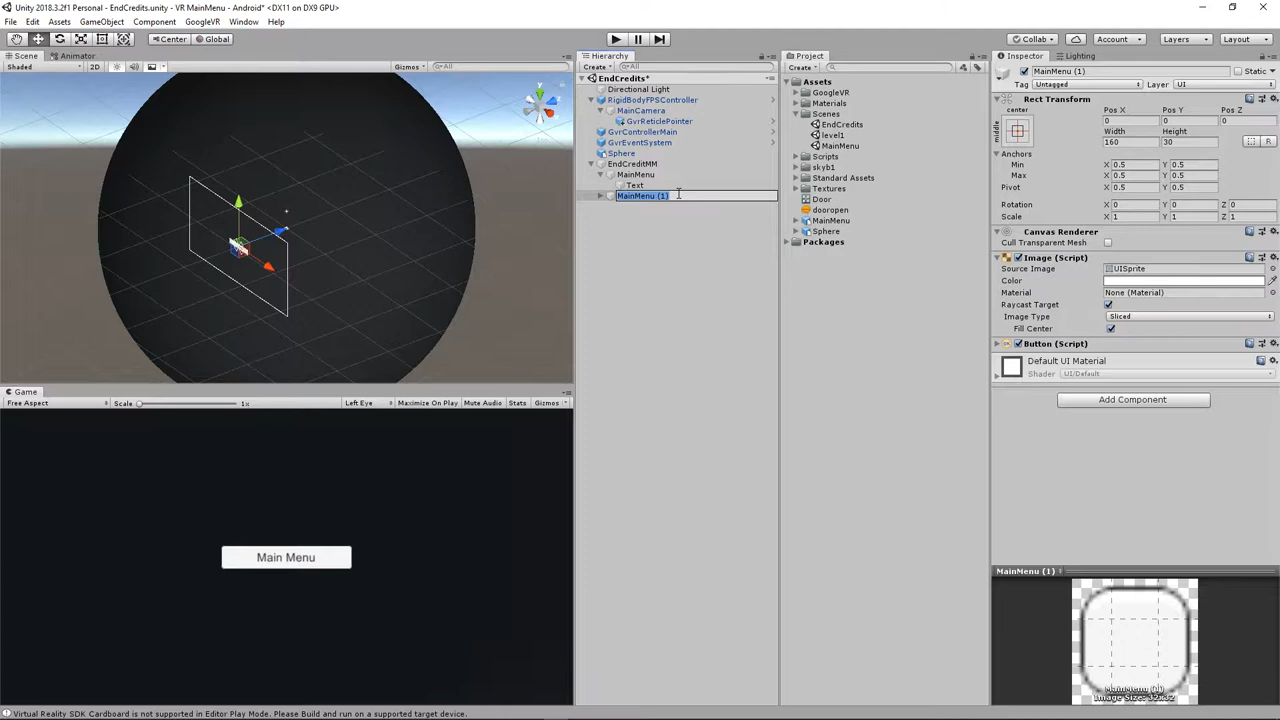 Unity 2018.3.2f1 Personal - EndCredits.unity - VR MainMenu - Android* <DX11 on DX9 GPU>
File Edit Assets GameObject Component GoogleVR Window Help
Center Global Collab Account Layers Layout
Scene Animator
Shaded 2D Gizmos All
Hierarchy
Create All
EndCredits*
Directional Light
RigidBodyFPSController
MainCamera
GvrReticlePointer
GvrControllerMain
GvrEventSystem
Sphere
EndCreditMM
MainMenu
Text
MainMenu (1)
Project
Create
Assets
GoogleVR
Materials
Scenes
EndCredits
level1
MainMenu
Scripts
skyb1
Standard Assets
Textures
Door
dooropen
MainMenu
Sphere
Packages
Inspector Lighting
MainMenu (1) Static
Tag Untagged Layer UI
Rect Transform
center Pos X Pos Y Pos Z
middle 0 0 0
Width Height
160 30 R
Anchors
Min X 0.5 Y 0.5
Max X 0.5 Y 0.5
Pivot X 0.5 Y 0.5
Rotation X 0 Y 0 Z 0
Scale X 1 Y 1 Z 1
Canvas Renderer
Cull Transparent Mesh
Image (Script)
Source Image UISprite
Color
Material None (Material)
Raycast Target
Image Type Sliced
Fill Center
Button (Script)
Default UI Material
Shader UI/Default
Add Component
Game
Free Aspect Scale 1x Left Eye Maximize On Play Mute Audio Stats Gizmos
Main Menu
MainMenu (1)
MainMenu (1)
Image Size: 32x32
Virtual Reality SDK Cardboard is not supported in Editor Play Mode. Please Build and run on a supported target device.